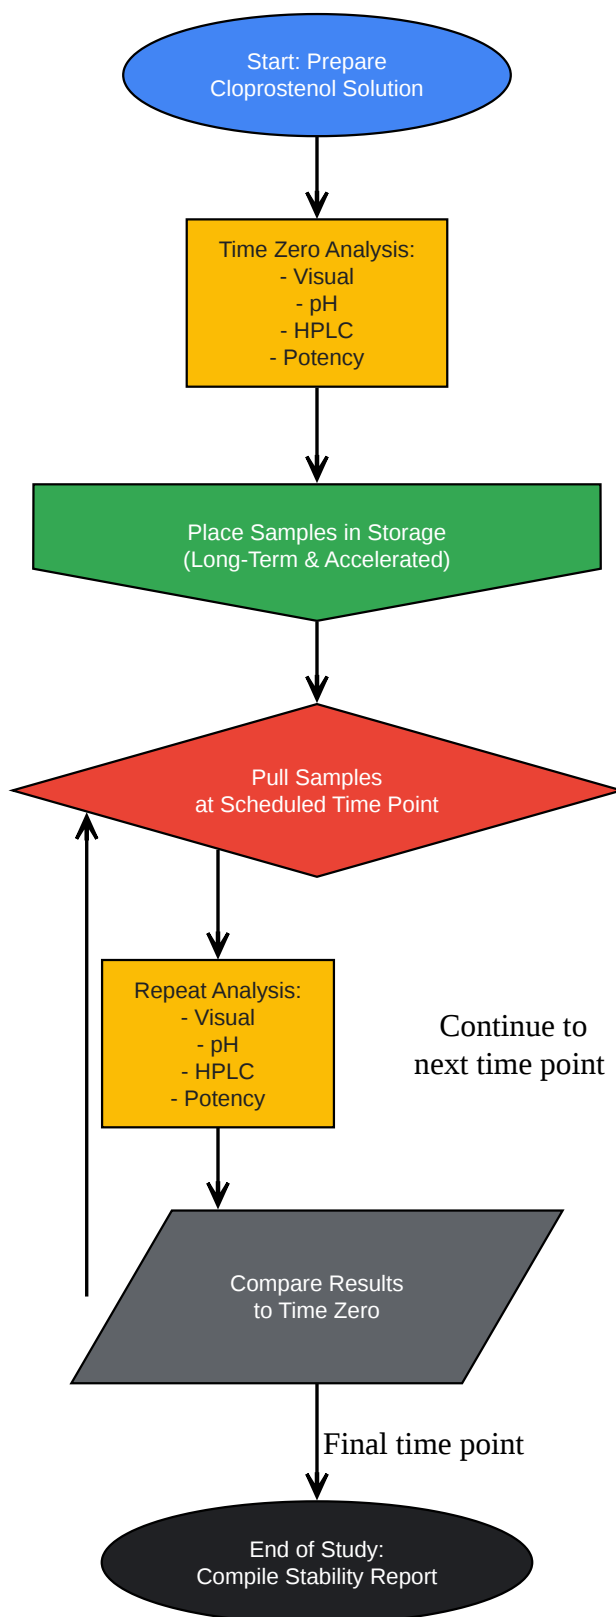 Start: Prepare
Cloprostenol Solution
Time Zero Analysis:
- Visual
- pH
- HPLC
- Potency
Place Samples in Storage
(Long-Term & Accelerated)
Pull Samples
at Scheduled Time Point
Repeat Analysis:
- Visual
- pH
- HPLC
- Potency
Continue to
next time point
Compare Results
to Time Zero
Final time point
End of Study:
Compile Stability Report